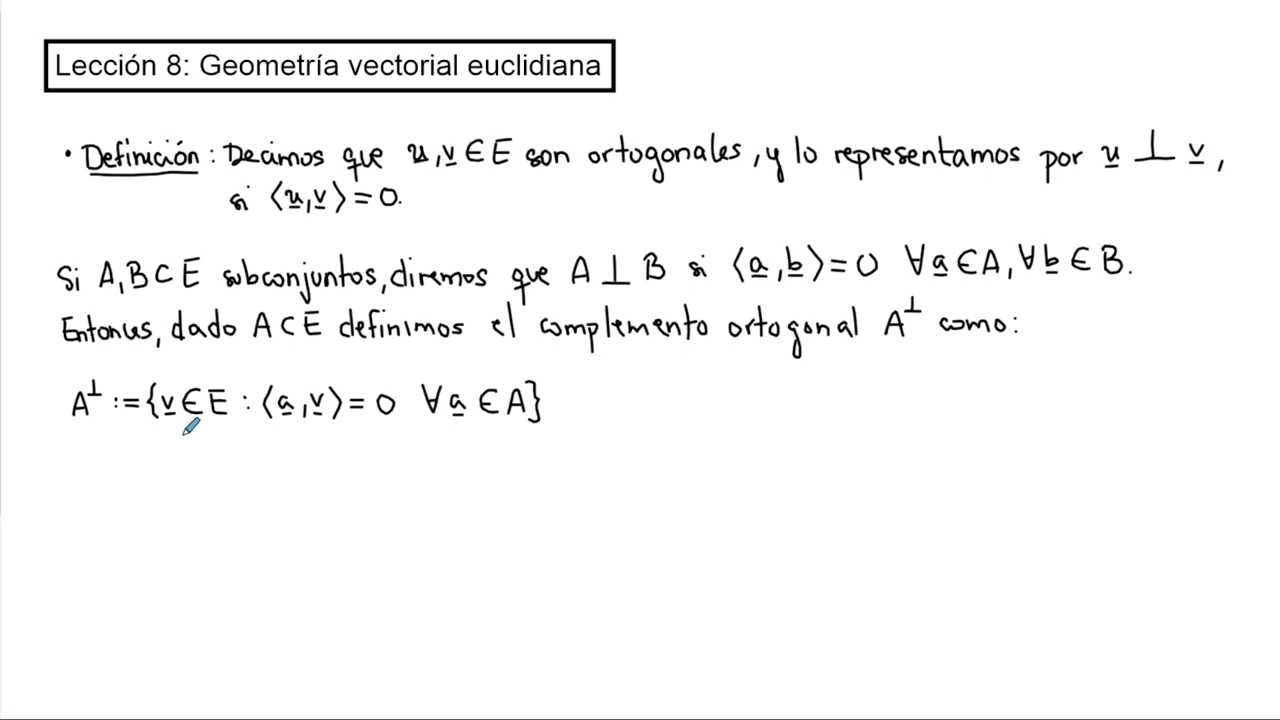 Lección 8: Geometría vectorial euclidiana
• Definición: Decimos que u, v ∈ E son ortogonales, y lo representamos por u ⊥ v,
si ⟨u, v⟩ = 0.
Si A, B ⊂ E subconjuntos, diremos que A ⊥ B si ⟨a, b⟩ = 0 ∀a ∈ A, ∀b ∈ B.
Entonces, dado A ⊂ E definimos el complemento ortogonal A^⊥ como:
A^⊥ := {v ∈ E : ⟨a, v⟩ = 0 ∀a ∈ A}